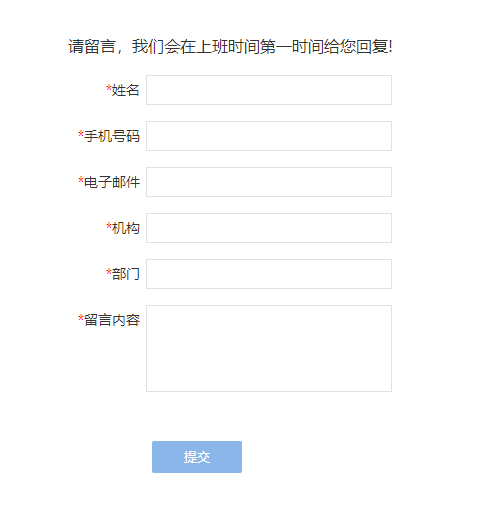 请留言，我们会在上班时间第一时间给您回复!
*姓名
*手机号码
*电子邮件
*机构
*部门
*留言内容
提交